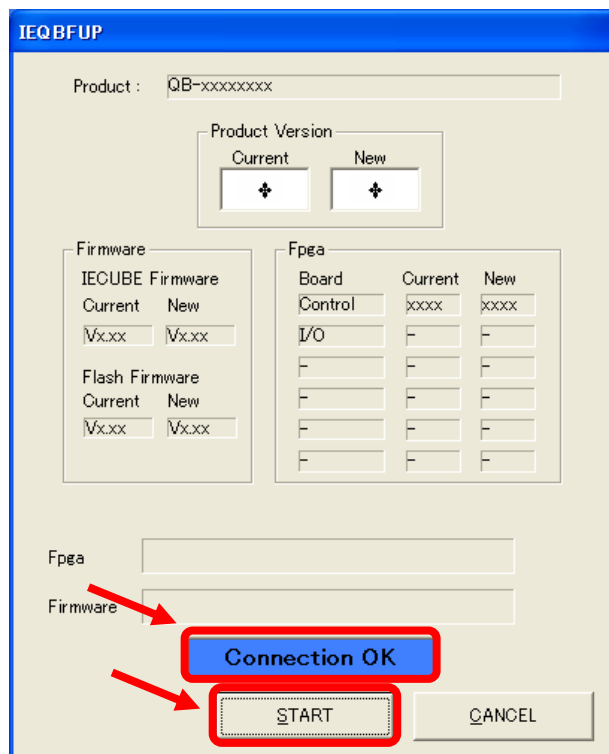 IEQBFUP
Product : QB-xxxxxxxx
Product Version
Current New
✤ ✤
Firmware
IECUBE Firmware
Current New
Vx.xx Vx.xx
Flash Firmware
Current New
Vx.xx Vx.xx
Fpga
Board Current New
Control xxxx xxxx
I/O - -
- - -
- - -
- - -
- - -
Fpga
Firmware
Connection OK
START CANCEL